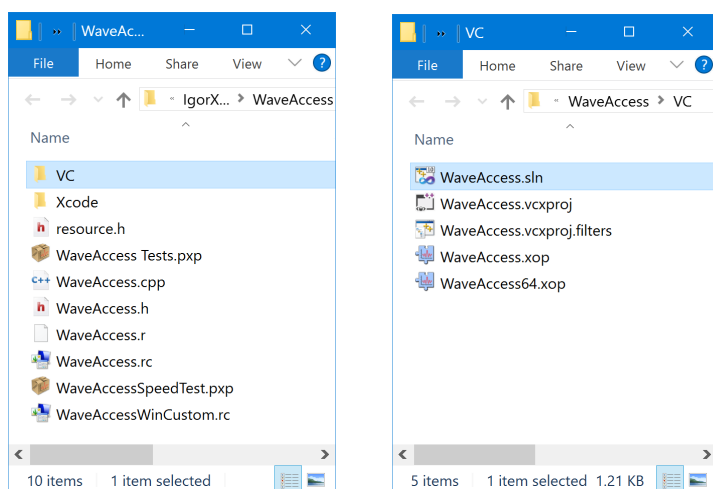 WaveAc...
File Home Share View
IgorX... WaveAccess
Name
VC
Xcode
resource.h
WaveAccess Tests.pxp
WaveAccess.cpp
WaveAccess.h
WaveAccess.r
WaveAccess.rc
WaveAccessSpeedTest.pxp
WaveAccessWinCustom.rc
10 items 1 item selected
VC
File Home Share View
WaveAccess VC
Name
WaveAccess.sln
WaveAccess.vcxproj
WaveAccess.vcxproj.filters
WaveAccess.xop
WaveAccess64.xop
5 items 1 item selected 1.21 KB